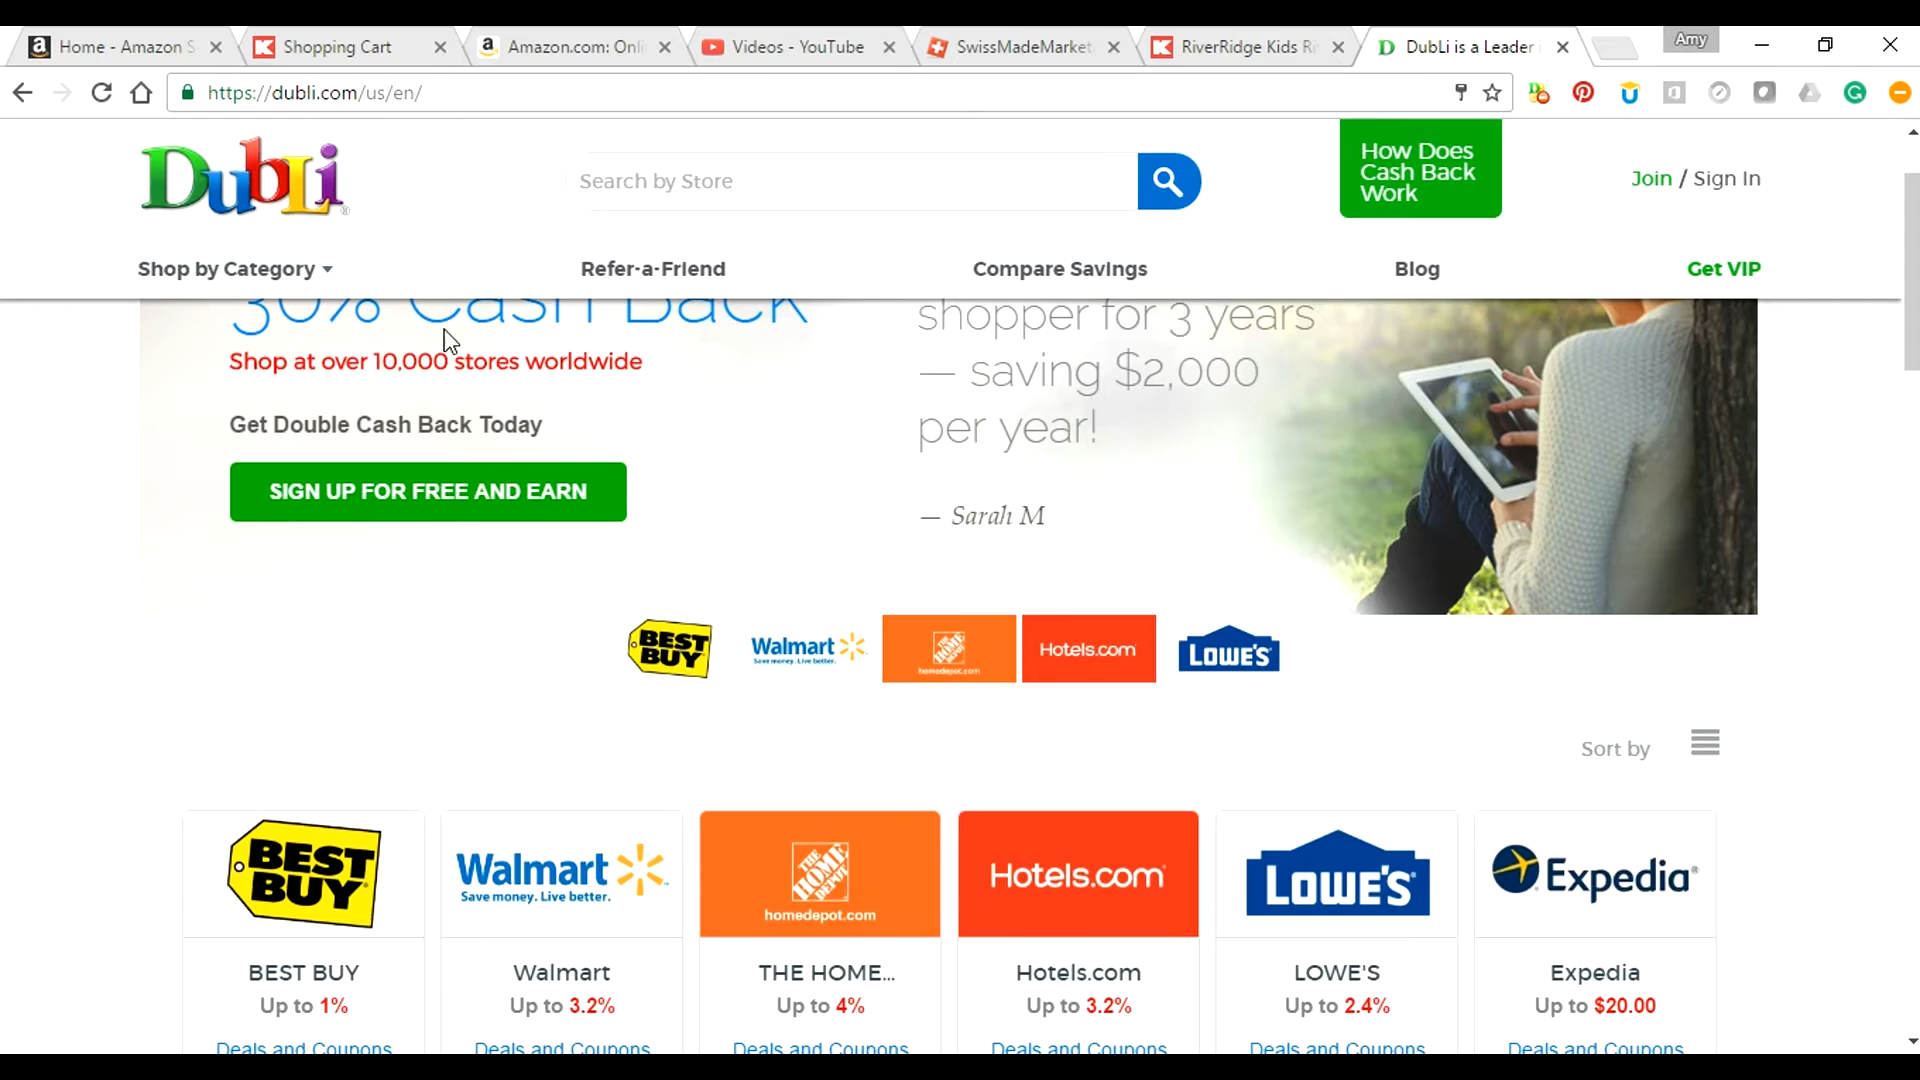 Home - Amazon S
Shopping Cart
Amazon.com: Onli
Videos - YouTube
SwissMadeMarket
RiverRidge Kids Ri
DubLi is a Leader
Amy
https://dubli.com/us/en/
DubLi
Search by Store
How Does
Cash Back
Work
Join / Sign In
Shop by Category
Refer-a-Friend
Compare Savings
Blog
Get VIP
30% Cash Back
Shop at over 10,000 stores worldwide
Get Double Cash Back Today
SIGN UP FOR FREE AND EARN
shopper for 3 years
— saving $2,000
per year!
— Sarah M
BEST BUY
Walmart
Save money. Live better.
THE HOME DEPOT
homedepot.com
Hotels.com
LOWE'S
Sort by
BEST BUY
Walmart
Save money. Live better.
THE HOME DEPOT
homedepot.com
Hotels.com
LOWE'S
Expedia
BEST BUY
Up to 1%
Deals and Coupons
Walmart
Up to 3.2%
Deals and Coupons
THE HOME...
Up to 4%
Deals and Coupons
Hotels.com
Up to 3.2%
Deals and Coupons
LOWE'S
Up to 2.4%
Deals and Coupons
Expedia
Up to $20.00
Deals and Coupons